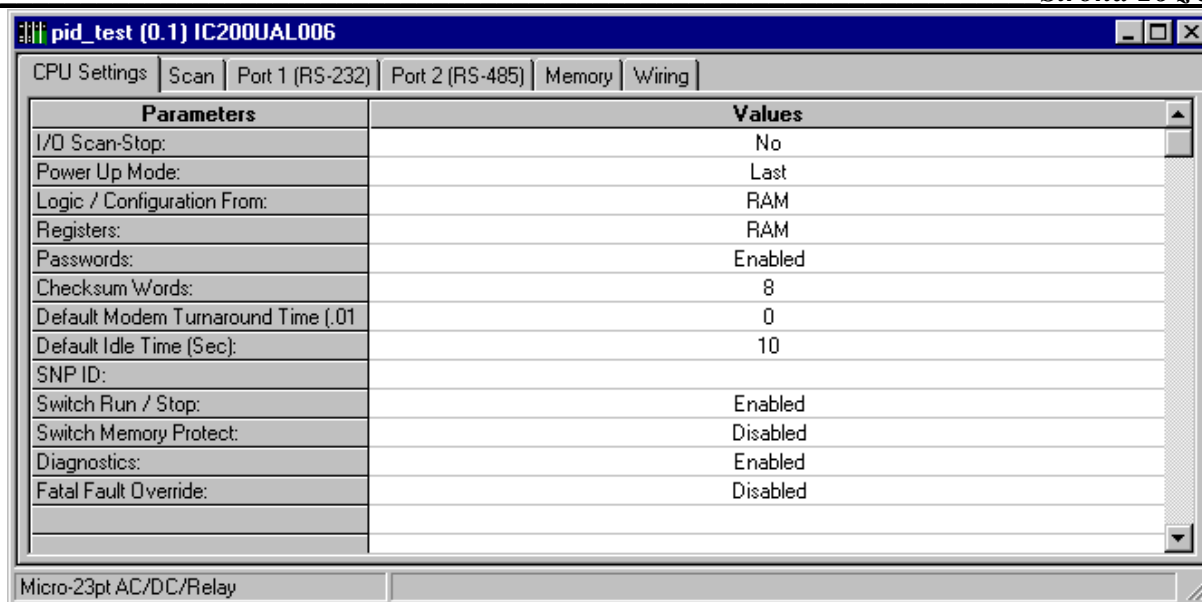 pid_test (0.1) IC200UAL006
CPU Settings Scan Port 1 (RS-232) Port 2 (RS-485) Memory Wiring
Parameters Values
I/O Scan-Stop: No
Power Up Mode: Last
Logic / Configuration From: RAM
Registers: RAM
Passwords: Enabled
Checksum Words: 8
Default Modem Turnaround Time (.01 0
Default Idle Time (Sec): 10
SNP ID:
Switch Run / Stop: Enabled
Switch Memory Protect: Disabled
Diagnostics: Enabled
Fatal Fault Override: Disabled
Micro-23pt AC/DC/Relay